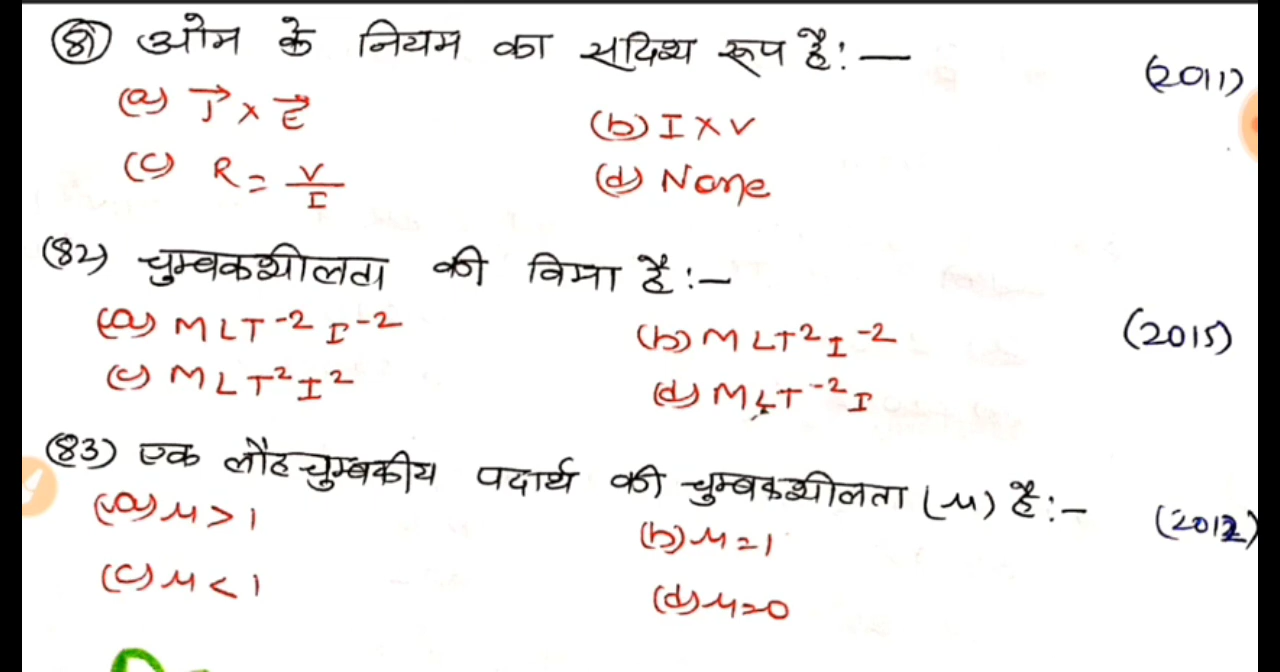 (81) ओम के नियम का सदिश रूप है:—
(2011)
(a) J⃗ × E⃗
(b) I × V
(c) R = V/I
(d) None
(82) चुम्बकशीलता की विमा है:—
(2015)
(a) MLT⁻² I⁻²
(b) MLT² I⁻²
(c) MLT² I²
(d) MLT⁻² I
(83) एक लौहचुम्बकीय पदार्थ की चुम्बकशीलता (μ) है:—
(2012)
(a) μ > 1
(b) μ = 1
(c) μ < 1
(d) μ = 0